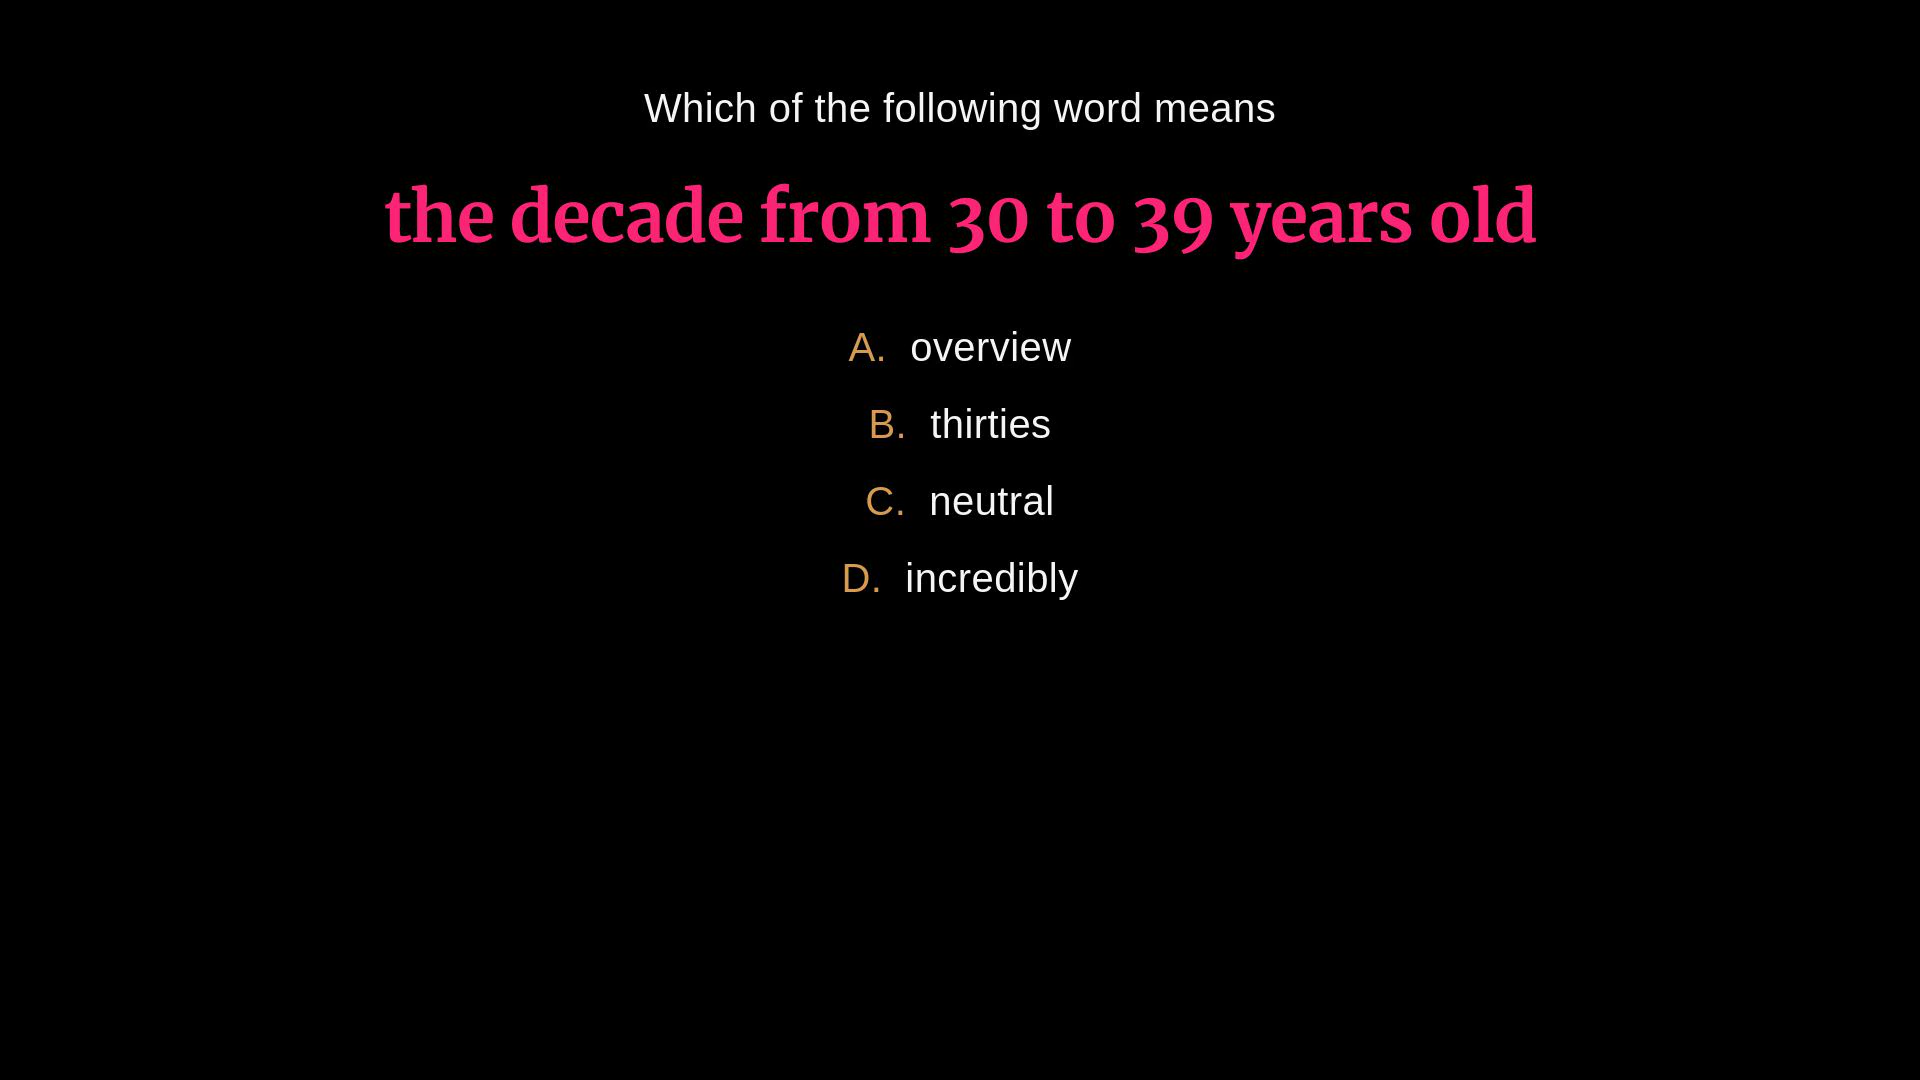 Which of the following word means
the decade from 30 to 39 years old
A. overview
B. thirties
C. neutral
D. incredibly